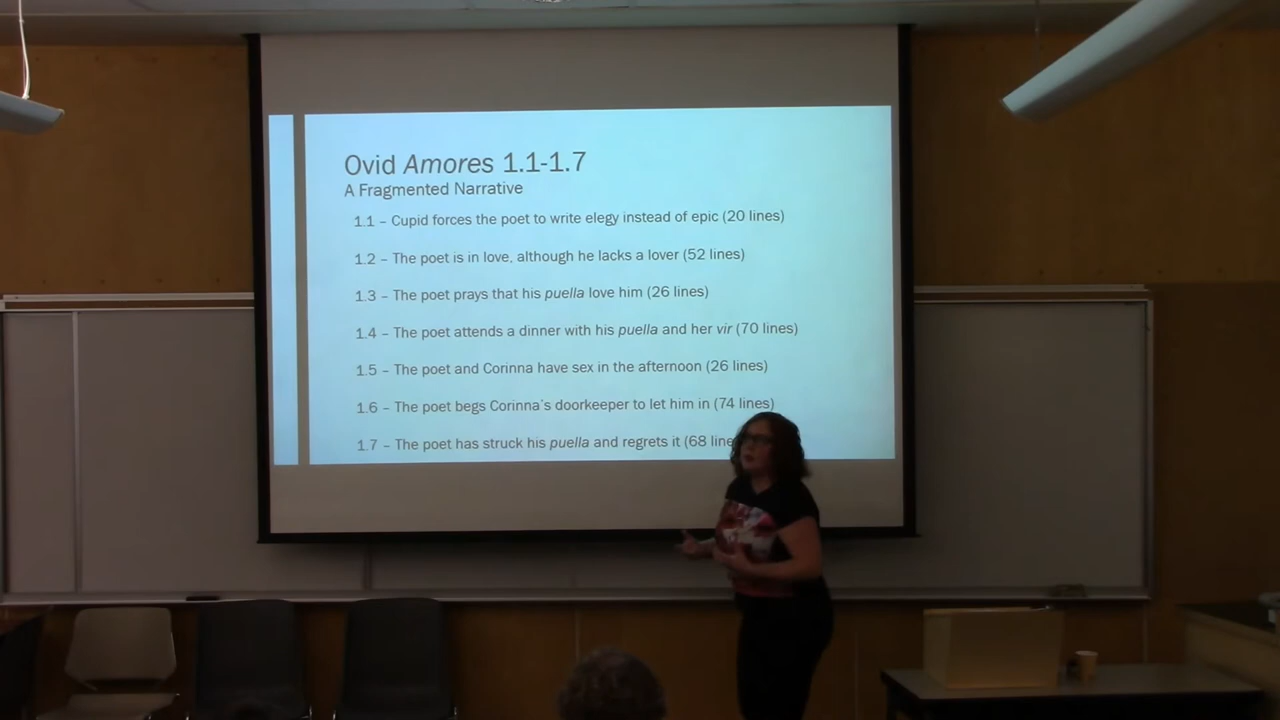 Ovid Amores 1.1-1.7
A Fragmented Narrative
1.1 – Cupid forces the poet to write elegy instead of epic (20 lines)
1.2 – The poet is in love, although he lacks a lover (52 lines)
1.3 – The poet prays that his puella love him (26 lines)
1.4 – The poet attends a dinner with his puella and her vir (70 lines)
1.5 – The poet and Corinna have sex in the afternoon (26 lines)
1.6 – The poet begs Corinna's doorkeeper to let him in (74 lines)
1.7 – The poet has struck his puella and regrets it (68 line